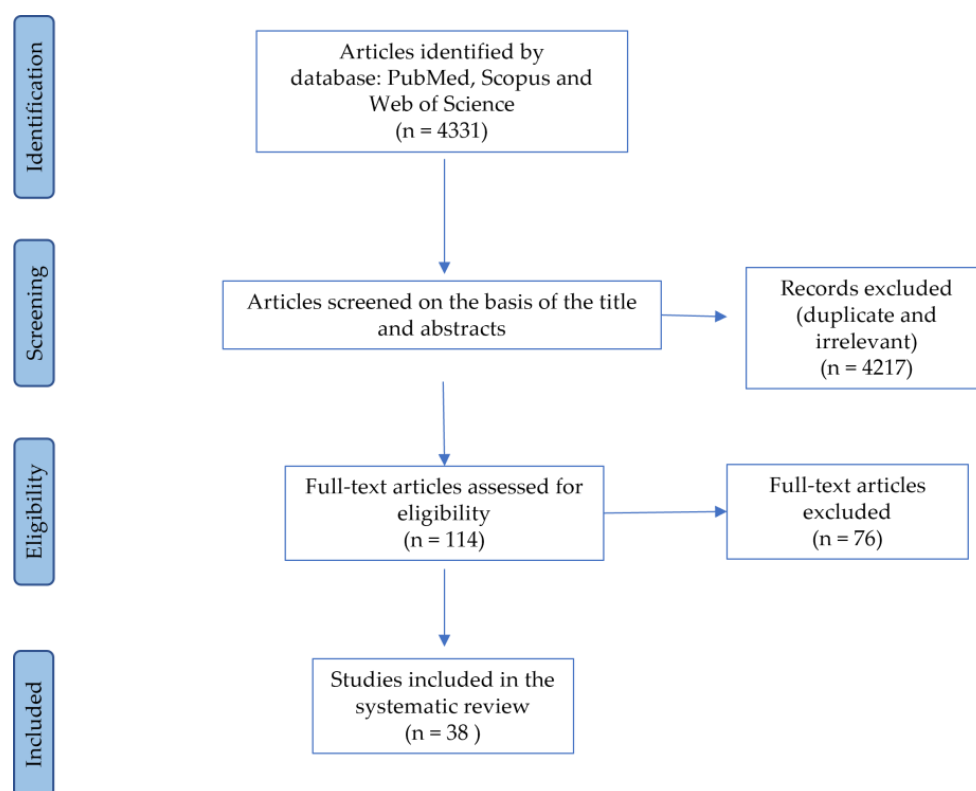 Identification
Articles identified by
database: PubMed, Scopus and
Web of Science
(n = 4331)
Screening
Articles screened on the basis of the title
and abstracts
Records excluded
(duplicate and
irrelevant)
(n = 4217)
Eligibility
Full-text articles assessed for
eligibility
(n = 114)
Full-text articles
excluded
(n = 76)
Included
Studies included in the
systematic review
(n = 38 )